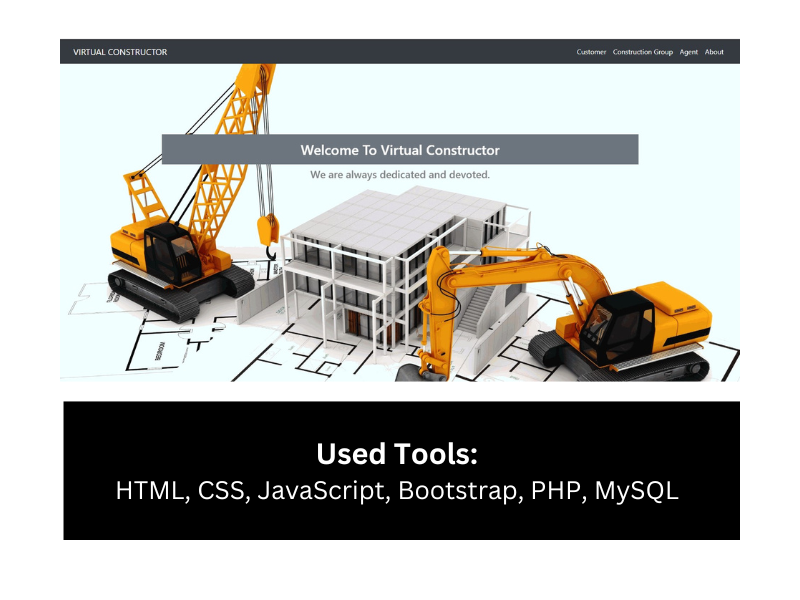 VIRTUAL CONSTRUCTOR
Customer Construction Group Agent About
Welcome To Virtual Constructor
We are always dedicated and devoted.
BEDROOM
Used Tools:
HTML, CSS, JavaScript, Bootstrap, PHP, MySQL